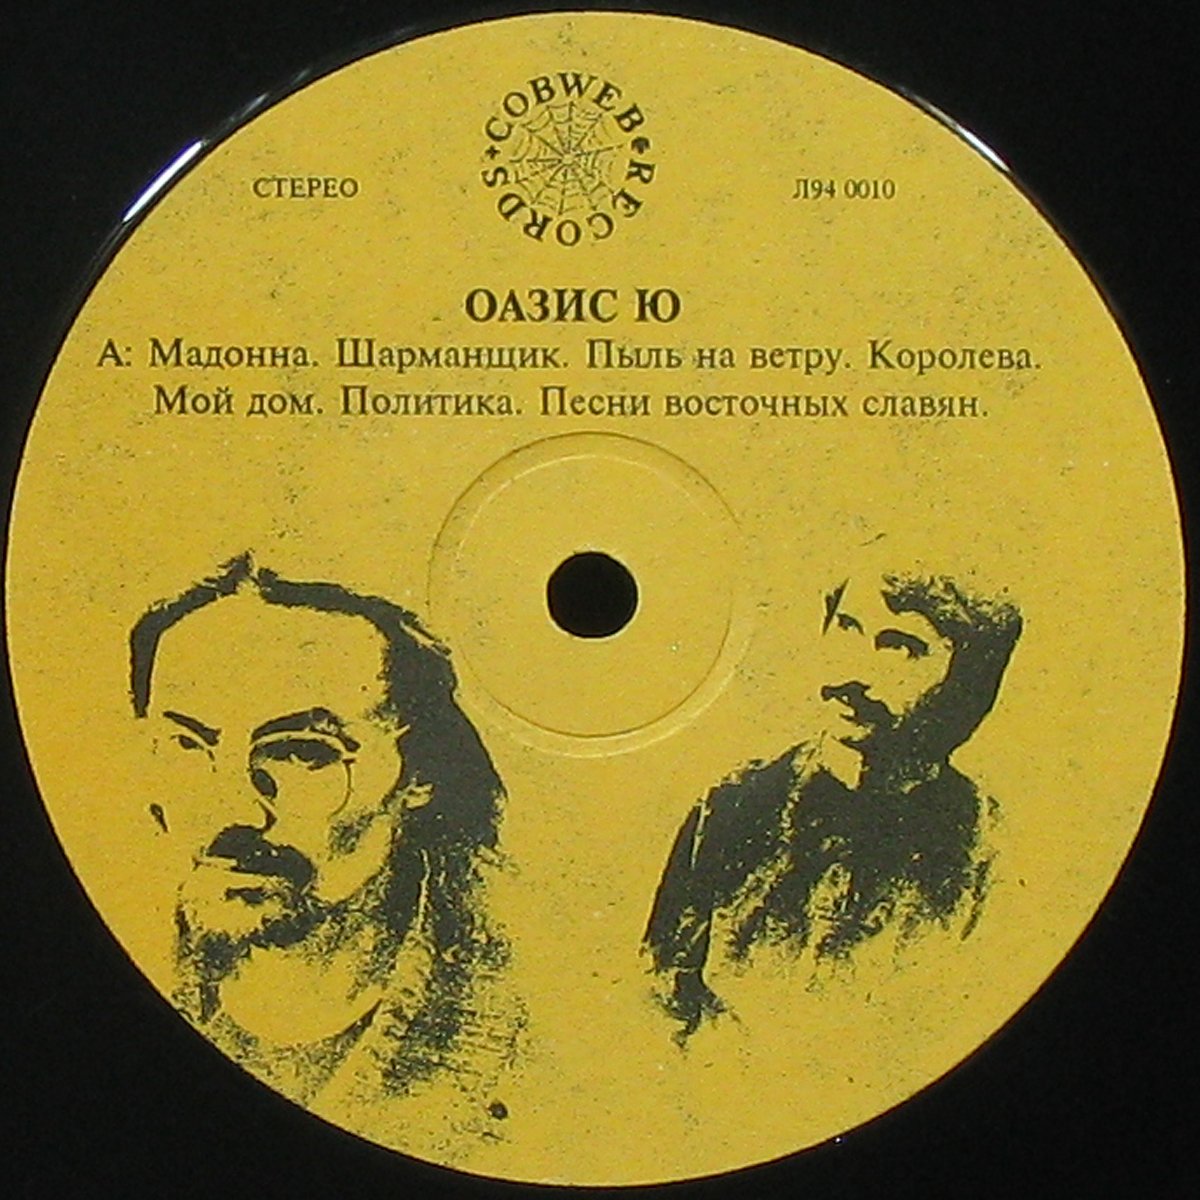 COBWEB RECORDS
СТЕРЕО
Л94 0010
ОАЗИС Ю
А: Мадонна. Шарманщик. Пыль на ветру. Королева.
Мой дом. Политика. Песни восточных славян.